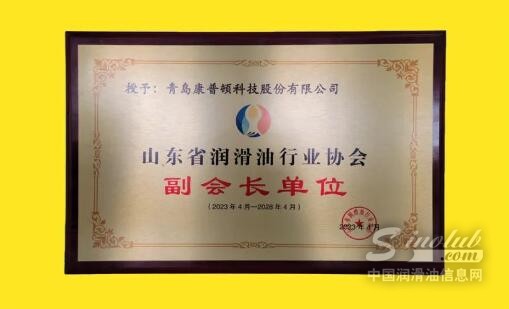 授予：青岛康普顿科技股份有限公司
山东省润滑油行业协会
副会长单位
（2023年4月—2028年4月）
2023年4月
Sinolub.com
中国润滑油信息网